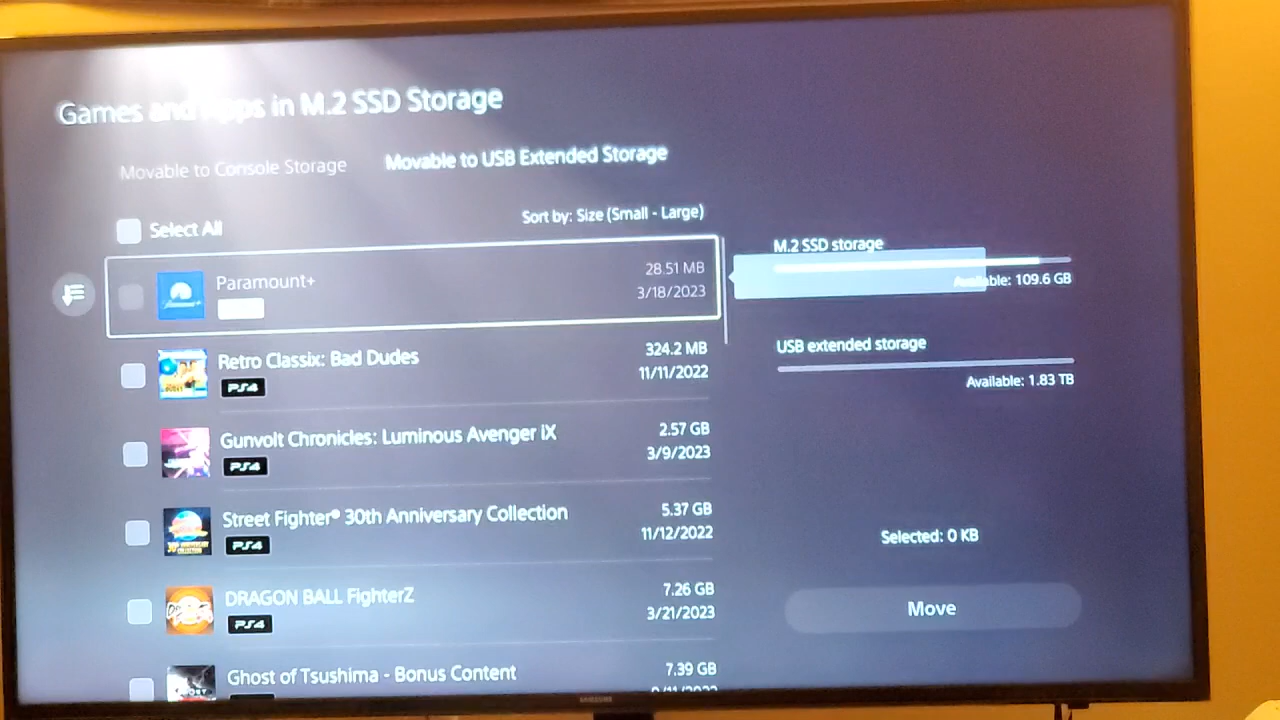 Games and Apps in M.2 SSD Storage
Movable to Console Storage
Movable to USB Extended Storage
Select All
Sort by: Size (Small - Large)
Paramount+
28.51 MB
3/18/2023
Retro Classix: Bad Dudes
PS4
324.2 MB
11/11/2022
Gunvolt Chronicles: Luminous Avenger iX
PS4
2.57 GB
3/9/2023
Street Fighter® 30th Anniversary Collection
PS4
5.37 GB
11/12/2022
DRAGON BALL FighterZ
PS4
7.26 GB
3/21/2023
Ghost of Tsushima - Bonus Content
7.39 GB
M.2 SSD storage
Available: 109.6 GB
USB extended storage
Available: 1.83 TB
Selected: 0 KB
Move
SAMSUNG